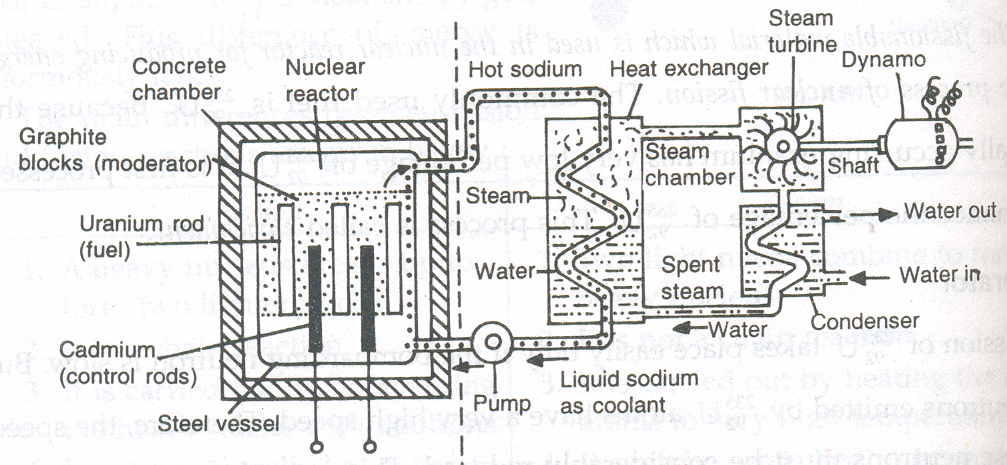 Steam
turbine
Dynamo
Concrete
chamber
Nuclear
reactor
Hot sodium
Heat exchanger
Graphite
blocks (moderator)
Steam
chamber
Shaft
Steam
Uranium rod
(fuel)
Water out
Water
Spent
steam
Water in
Condenser
Water
Cadmium
(control rods)
Liquid sodium
as coolant
Pump
Steel vessel